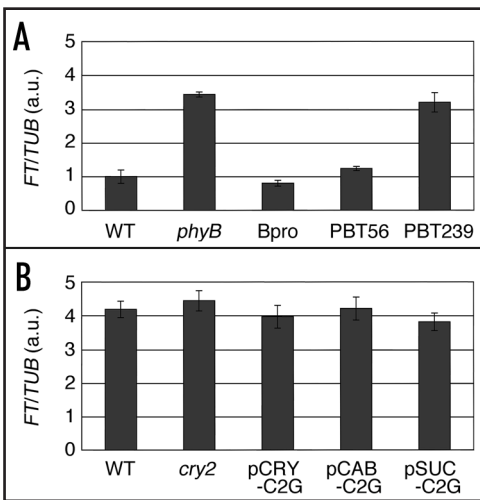 A
FT/TUB (a.u.)
5
4
3
2
1
0
WT phyB Bpro PBT56 PBT239
B
FT/TUB (a.u.)
5
4
3
2
1
0
WT cry2 pCRY pCAB pSUC
-C2G -C2G -C2G